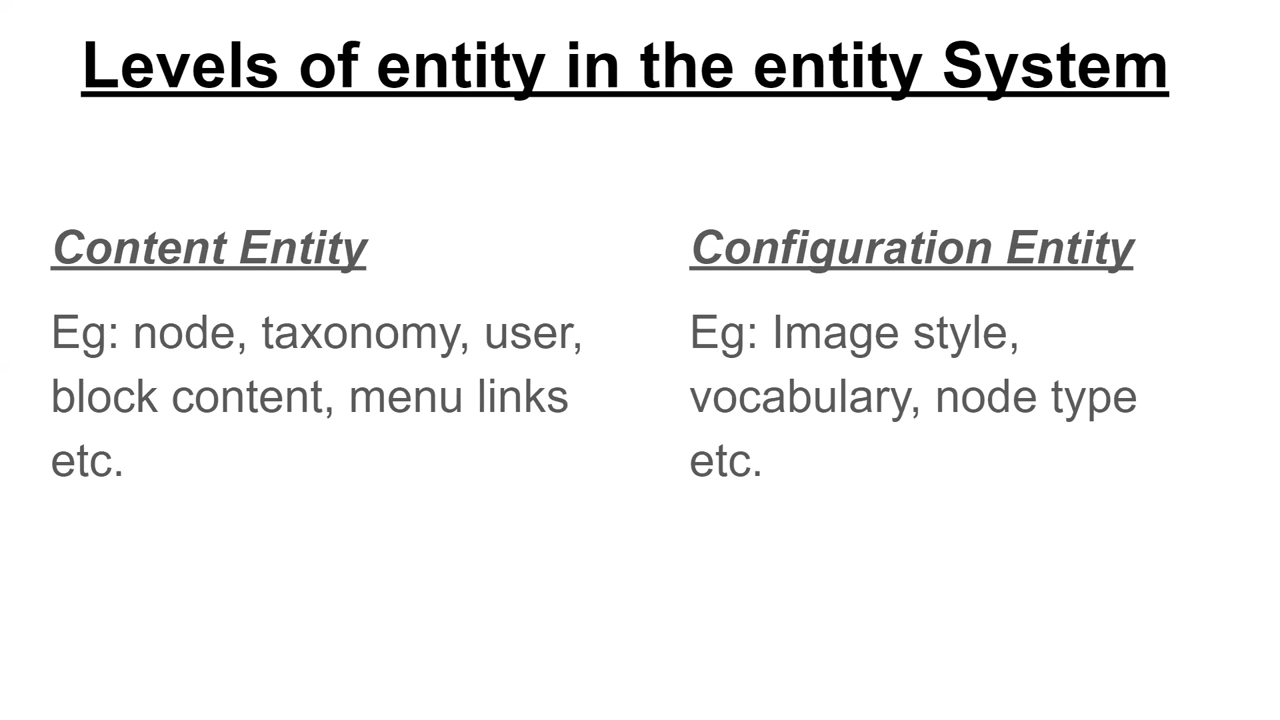 Levels of entity in the entity System
Content Entity
Eg: node, taxonomy, user,
block content, menu links
etc.
Configuration Entity
Eg: Image style,
vocabulary, node type
etc.